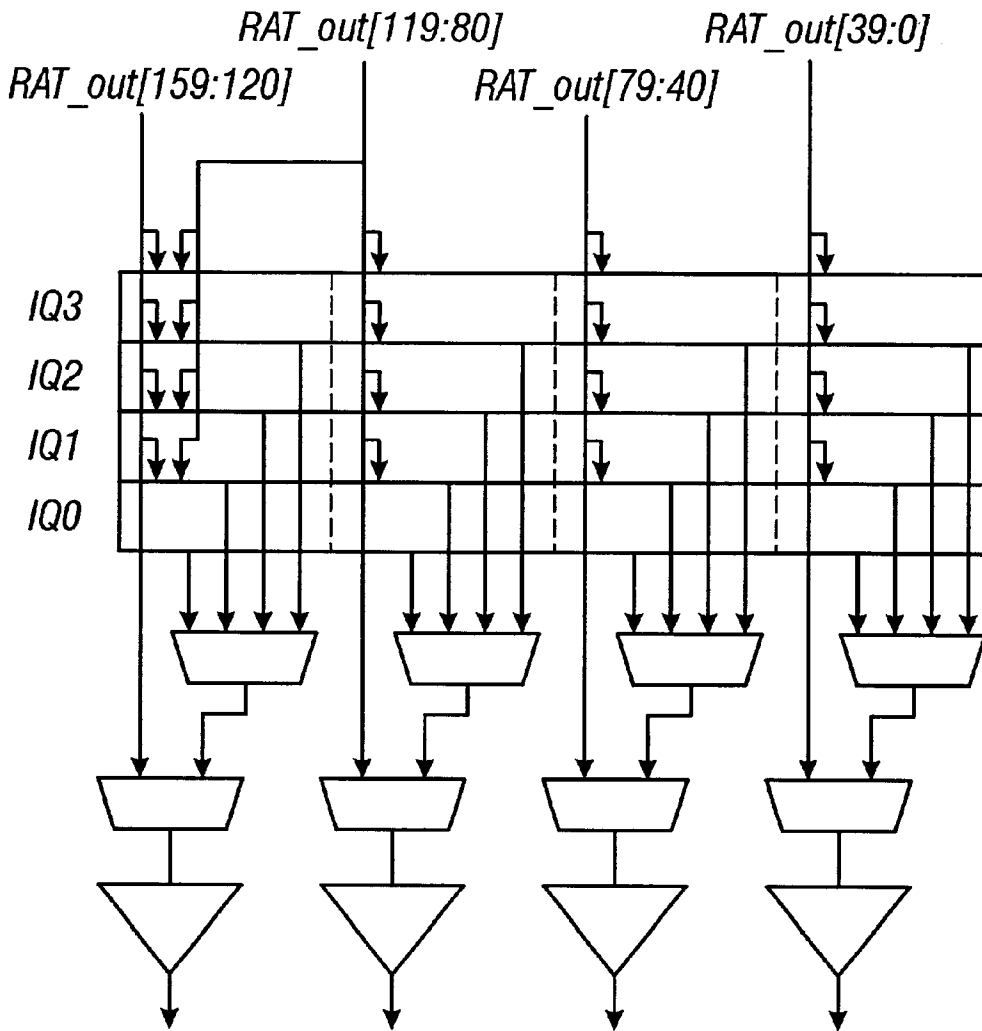 RAT_out[119:80]
RAT_out[39:0]
RAT_out[159:120]
RAT_out[79:40]
IQ3
IQ2
IQ1
IQ0